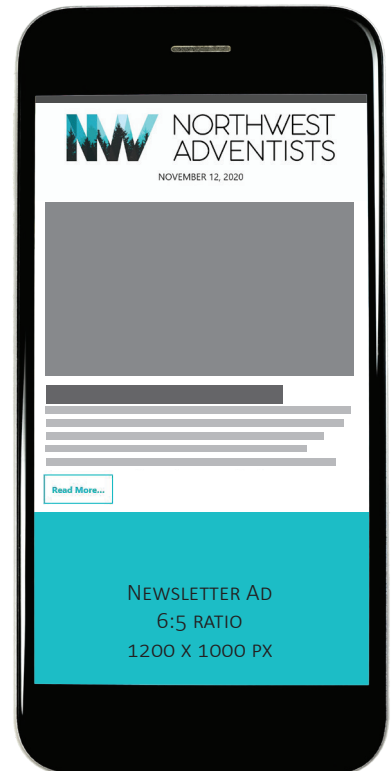 NW NORTHWEST
ADVENTISTS
NOVEMBER 12, 2020
Read More...
Newsletter Ad
6:5 ratio
1200 x 1000 px